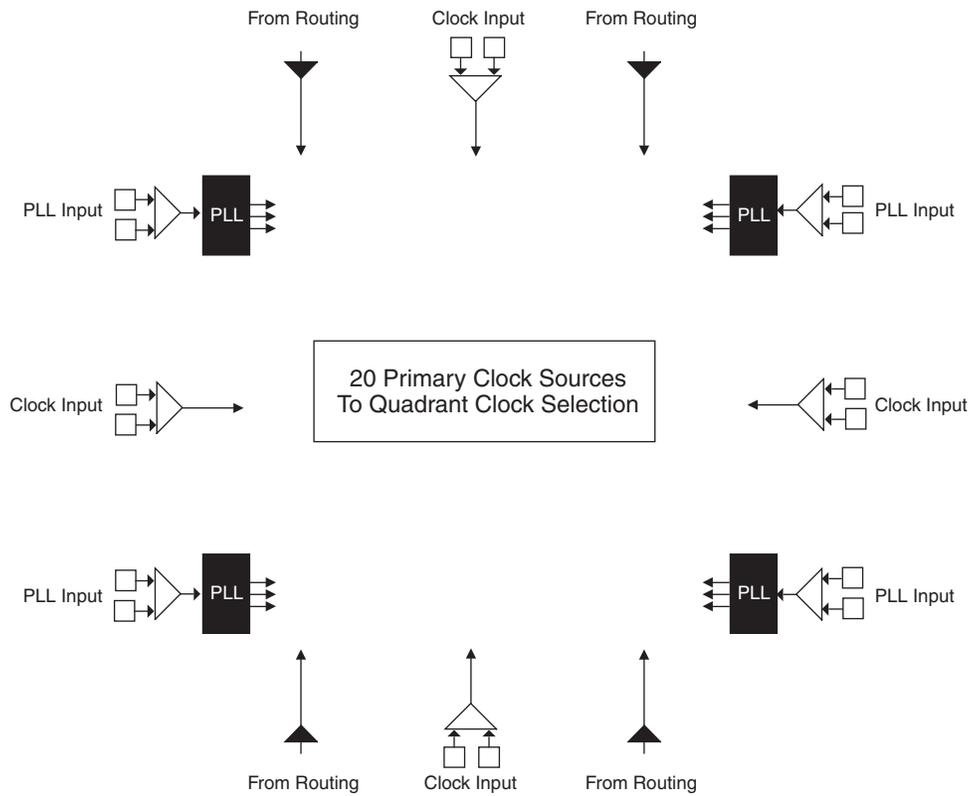 From Routing
Clock Input
From Routing
PLL Input
PLL
PLL
PLL Input
Clock Input
20 Primary Clock Sources
To Quadrant Clock Selection
Clock Input
PLL Input
PLL
PLL
PLL Input
From Routing
Clock Input
From Routing